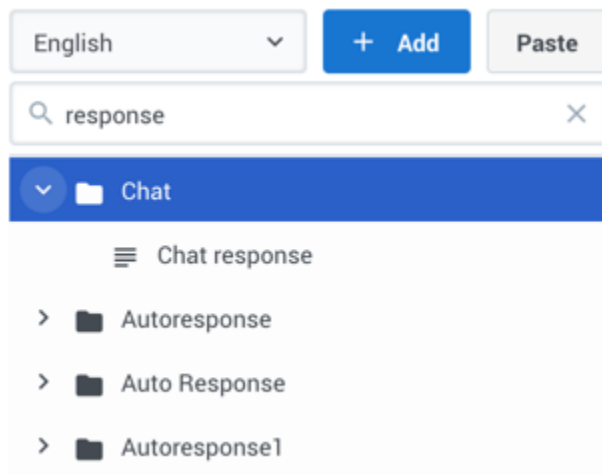 English + Add Paste
response
Chat
Chat response
Autoresponse
Auto Response
Autoresponse1